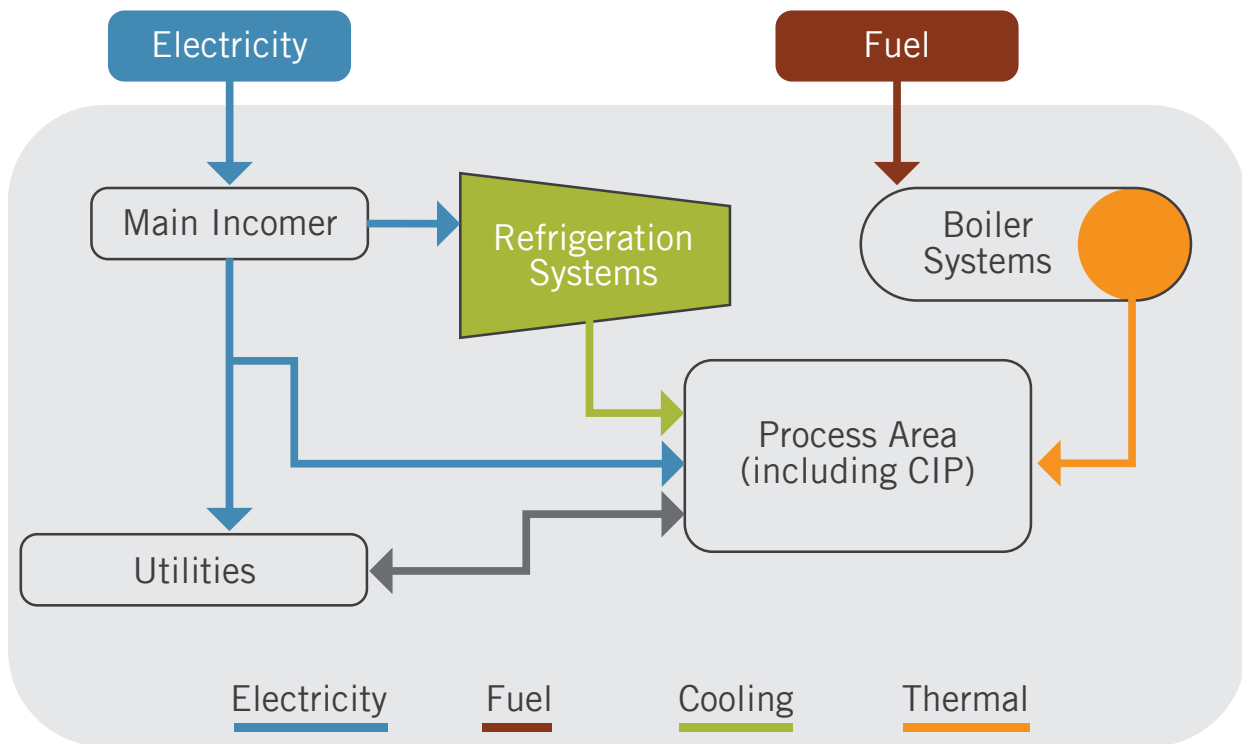 Electricity
Fuel
Main Incomer
Refrigeration
Systems
Boiler
Systems
Process Area
(including CIP)
Utilities
Electricity
Fuel
Cooling
Thermal